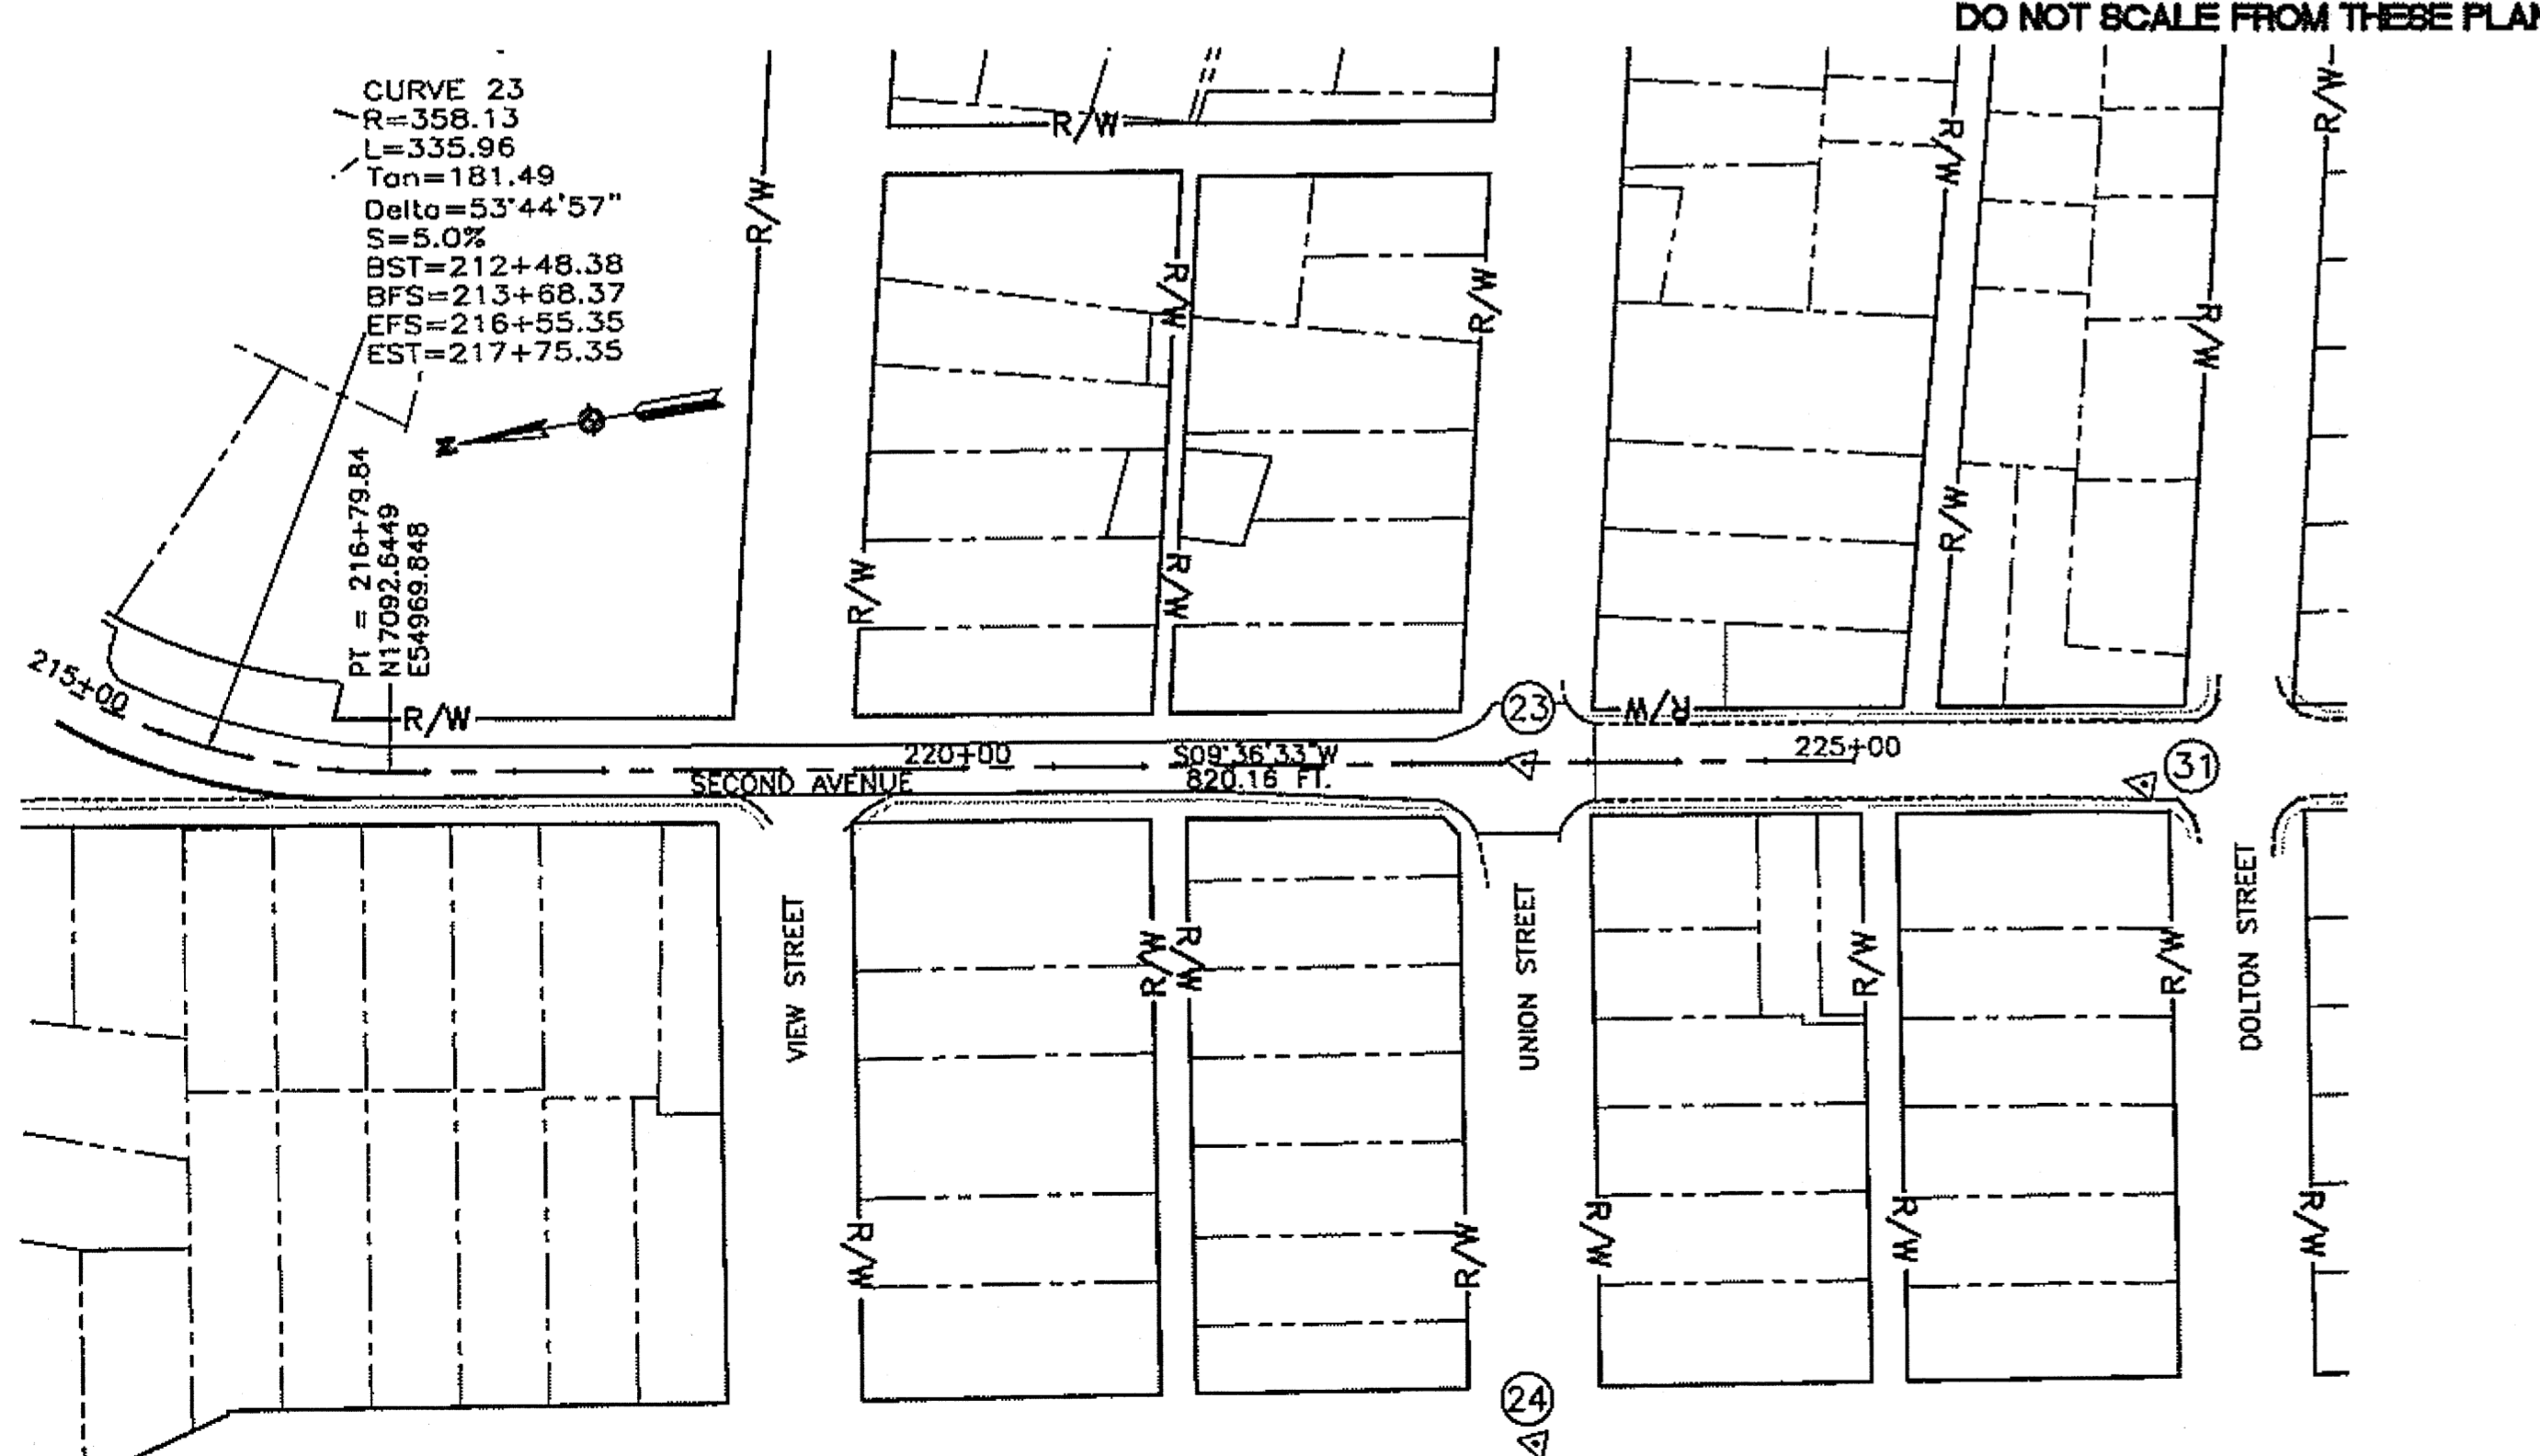 DO NOT SCALE FROM THESE PLAN
CURVE 23
R=358.13
L=335.96
Tan=181.49
Delta=53°44'57"
S=5.0%
BST=212+48.38
BFS=213+68.37
EFS=216+55.35
EST=217+75.35
N
PT = 216+79.84
N17092.6449
E54969.848
215+00
R/W
R/W
R/W
R/W
R/W
R/W
R/W
R/W
R/W
R/W
R/W
R/W
R/W
23
220+00
S09°36'33"W
820.16 FT.
SECOND AVENUE
225+00
31
VIEW STREET
UNION STREET
DOLTON STREET
R/W
R/W
R/W
R/W
R/W
R/W
R/W
R/W
R/W
24